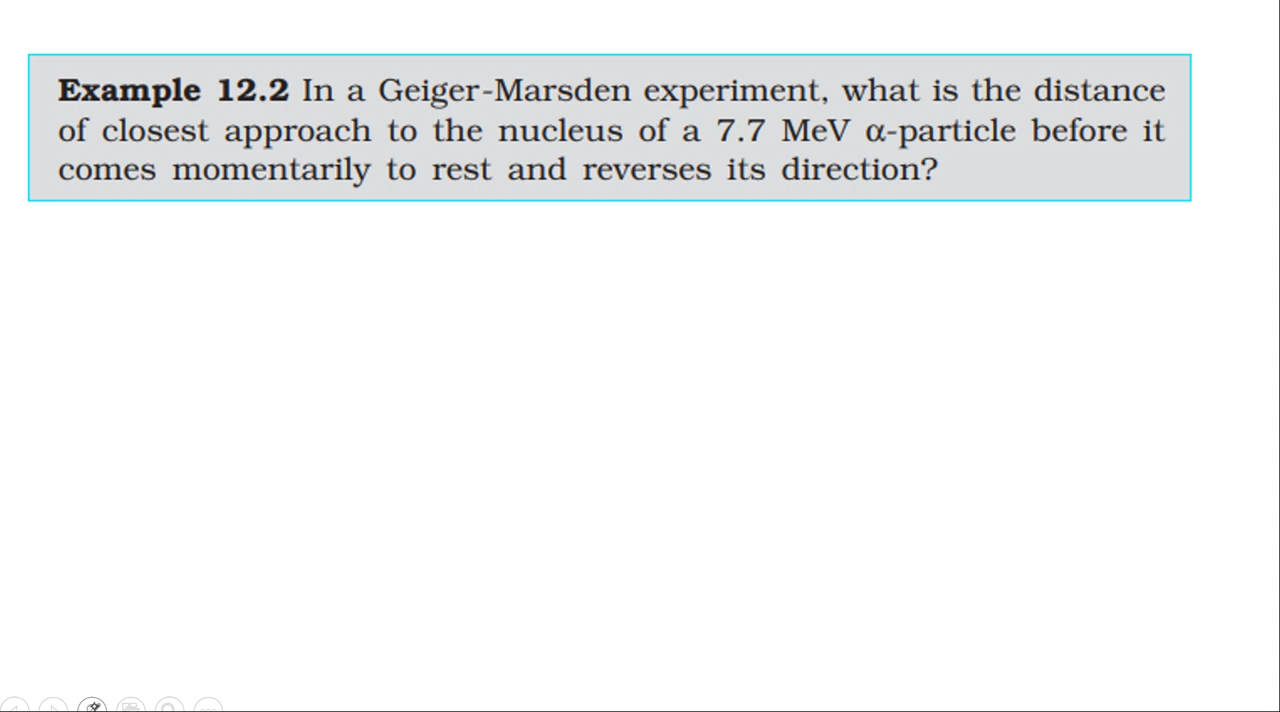 Example 12.2 In a Geiger-Marsden experiment, what is the distance
of closest approach to the nucleus of a 7.7 MeV α-particle before it
comes momentarily to rest and reverses its direction?